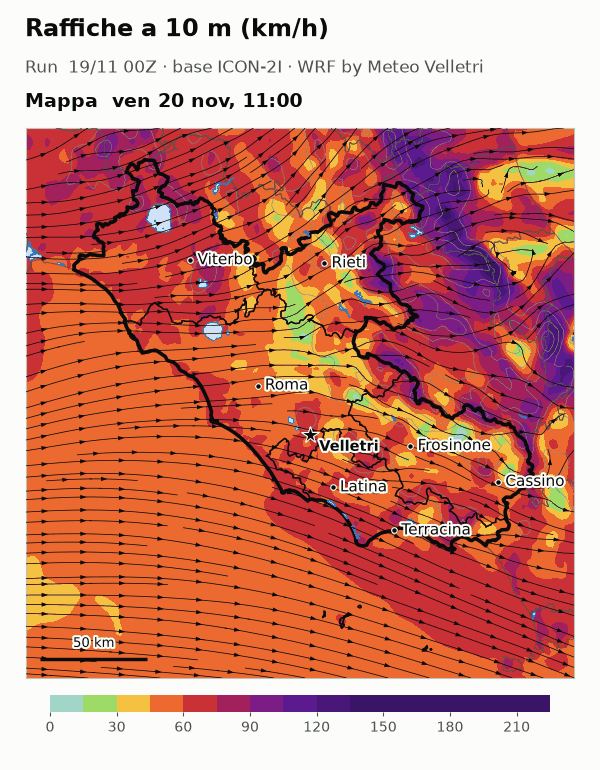 Raffiche a 10 m (km/h)
Run 19/11 00Z · base ICON-2I · WRF by Meteo Velletri
Mappa ven 20 nov, 11:00
Viterbo
Rieti
Roma
Velletri
Frosinone
Latina
Cassino
Terracina
50 km
0 30 60 90 120 150 180 210